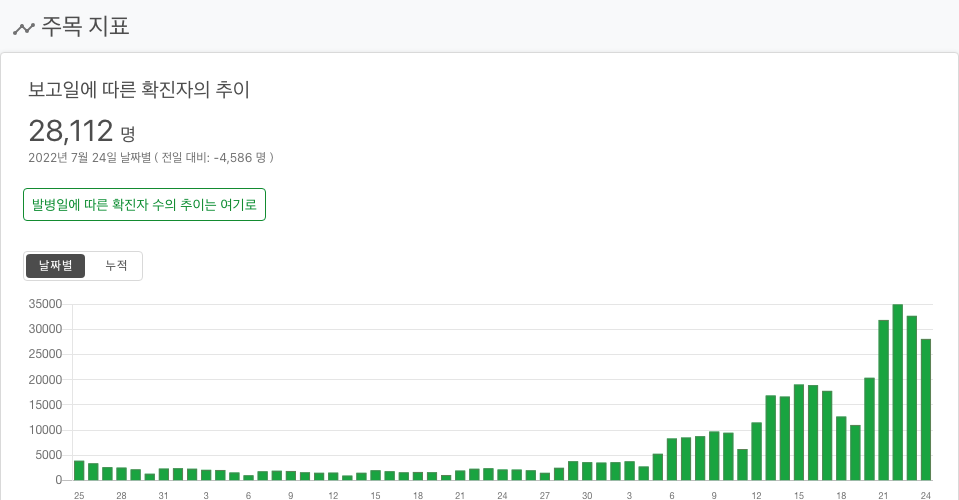 주목 지표
보고일에 따른 확진자의 추이
28,112 명
2022년 7월 24일 날짜별 ( 전일 대비: -4,586 명 )
발병일에 따른 확진자 수의 추이는 여기로
날짜별 누적
35000
30000
25000
20000
15000
10000
5000
0
25 28 31 3 6 9 12 15 18 21 24 27 30 3 6 9 12 15 18 21 24